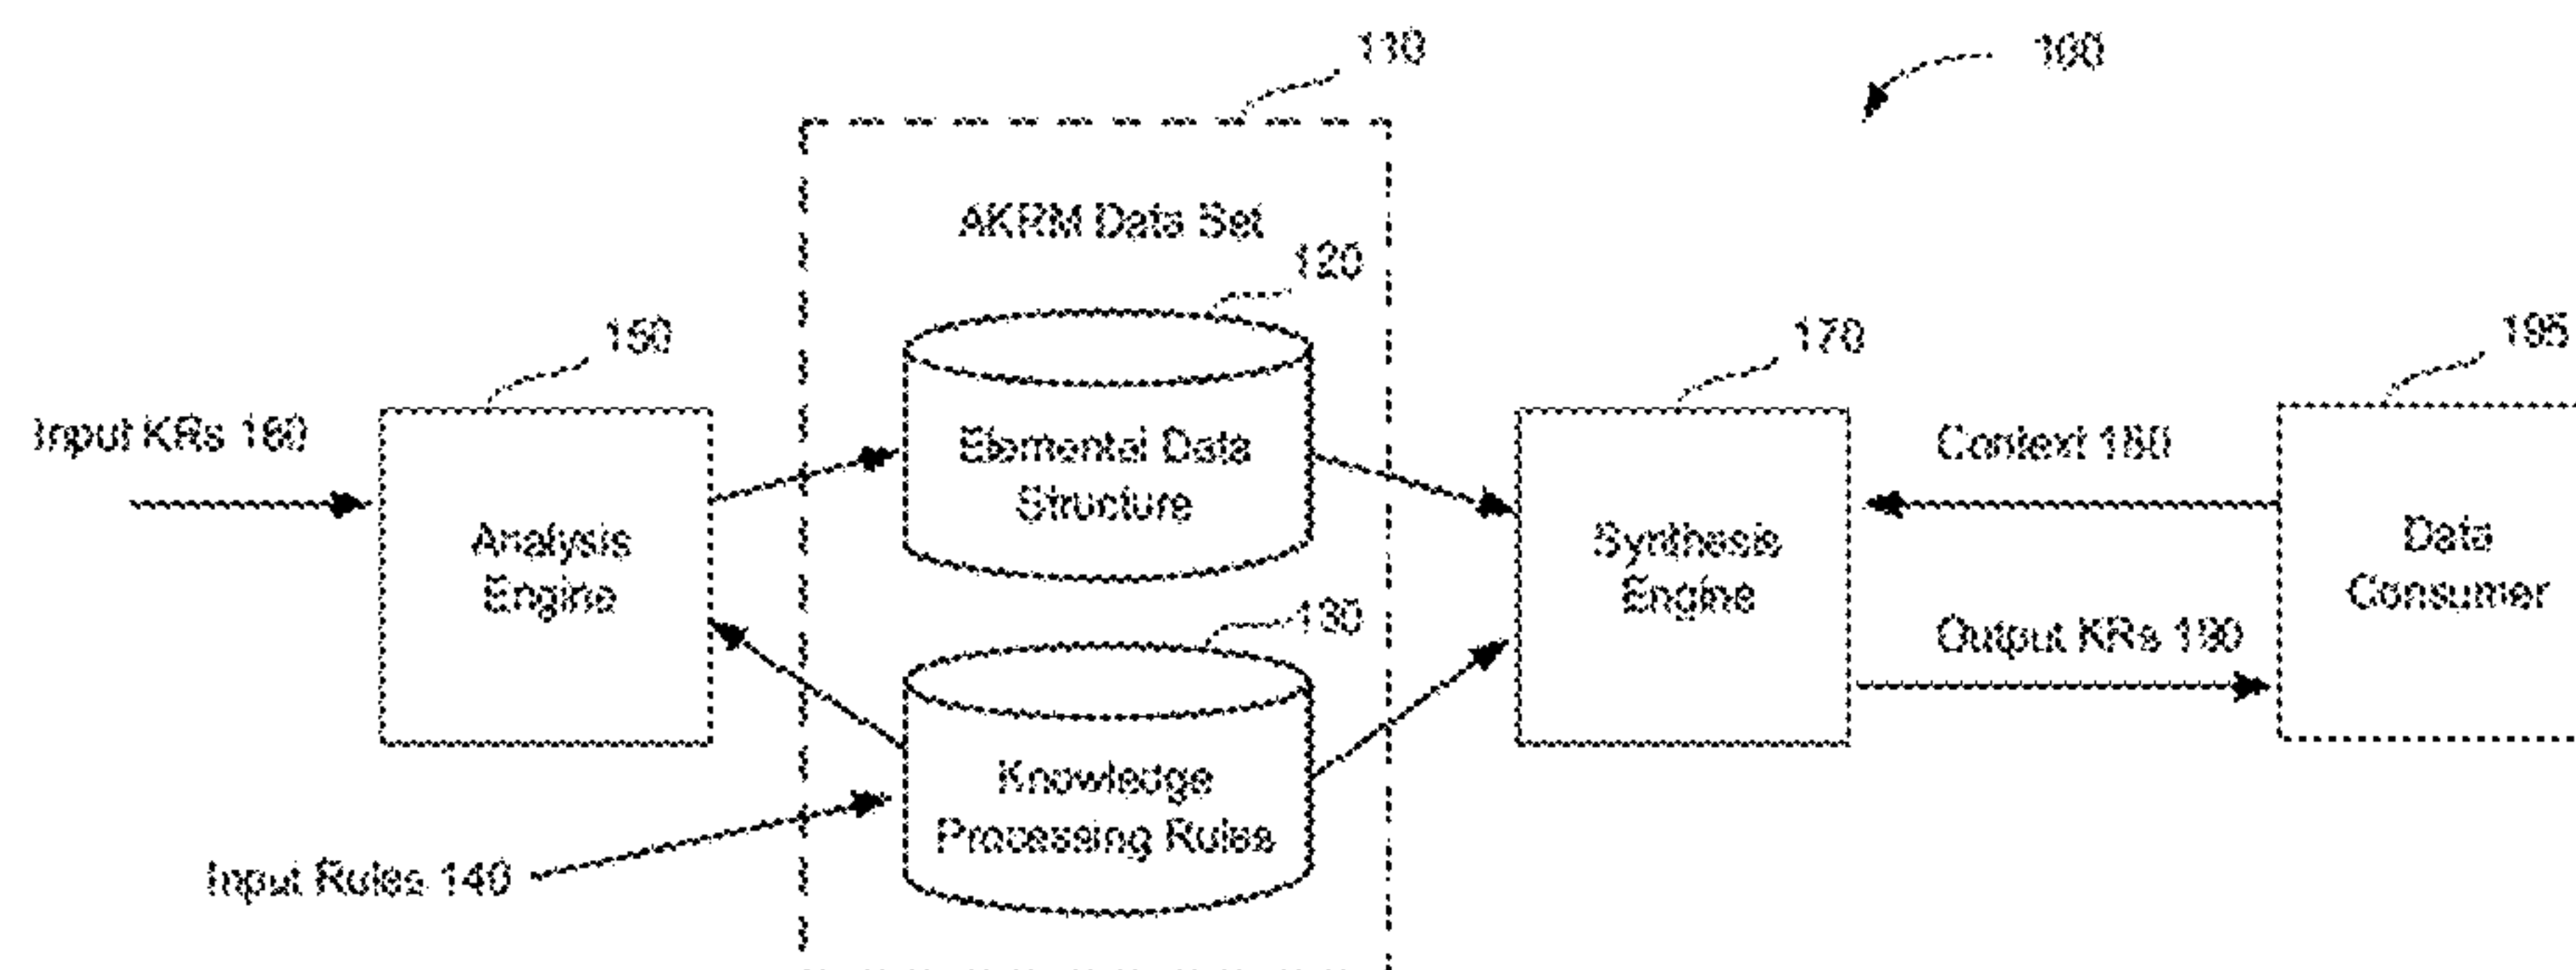 110
100
AKRM Data Set
120
150
170
195
Input KRs 160
Context 180
Elemental Data
Structure
Analysis
Engine
Synthesis
Engine
Data
Consumer
130
Output KRs 190
Knowledge
Processing Rules
Input Rules 140